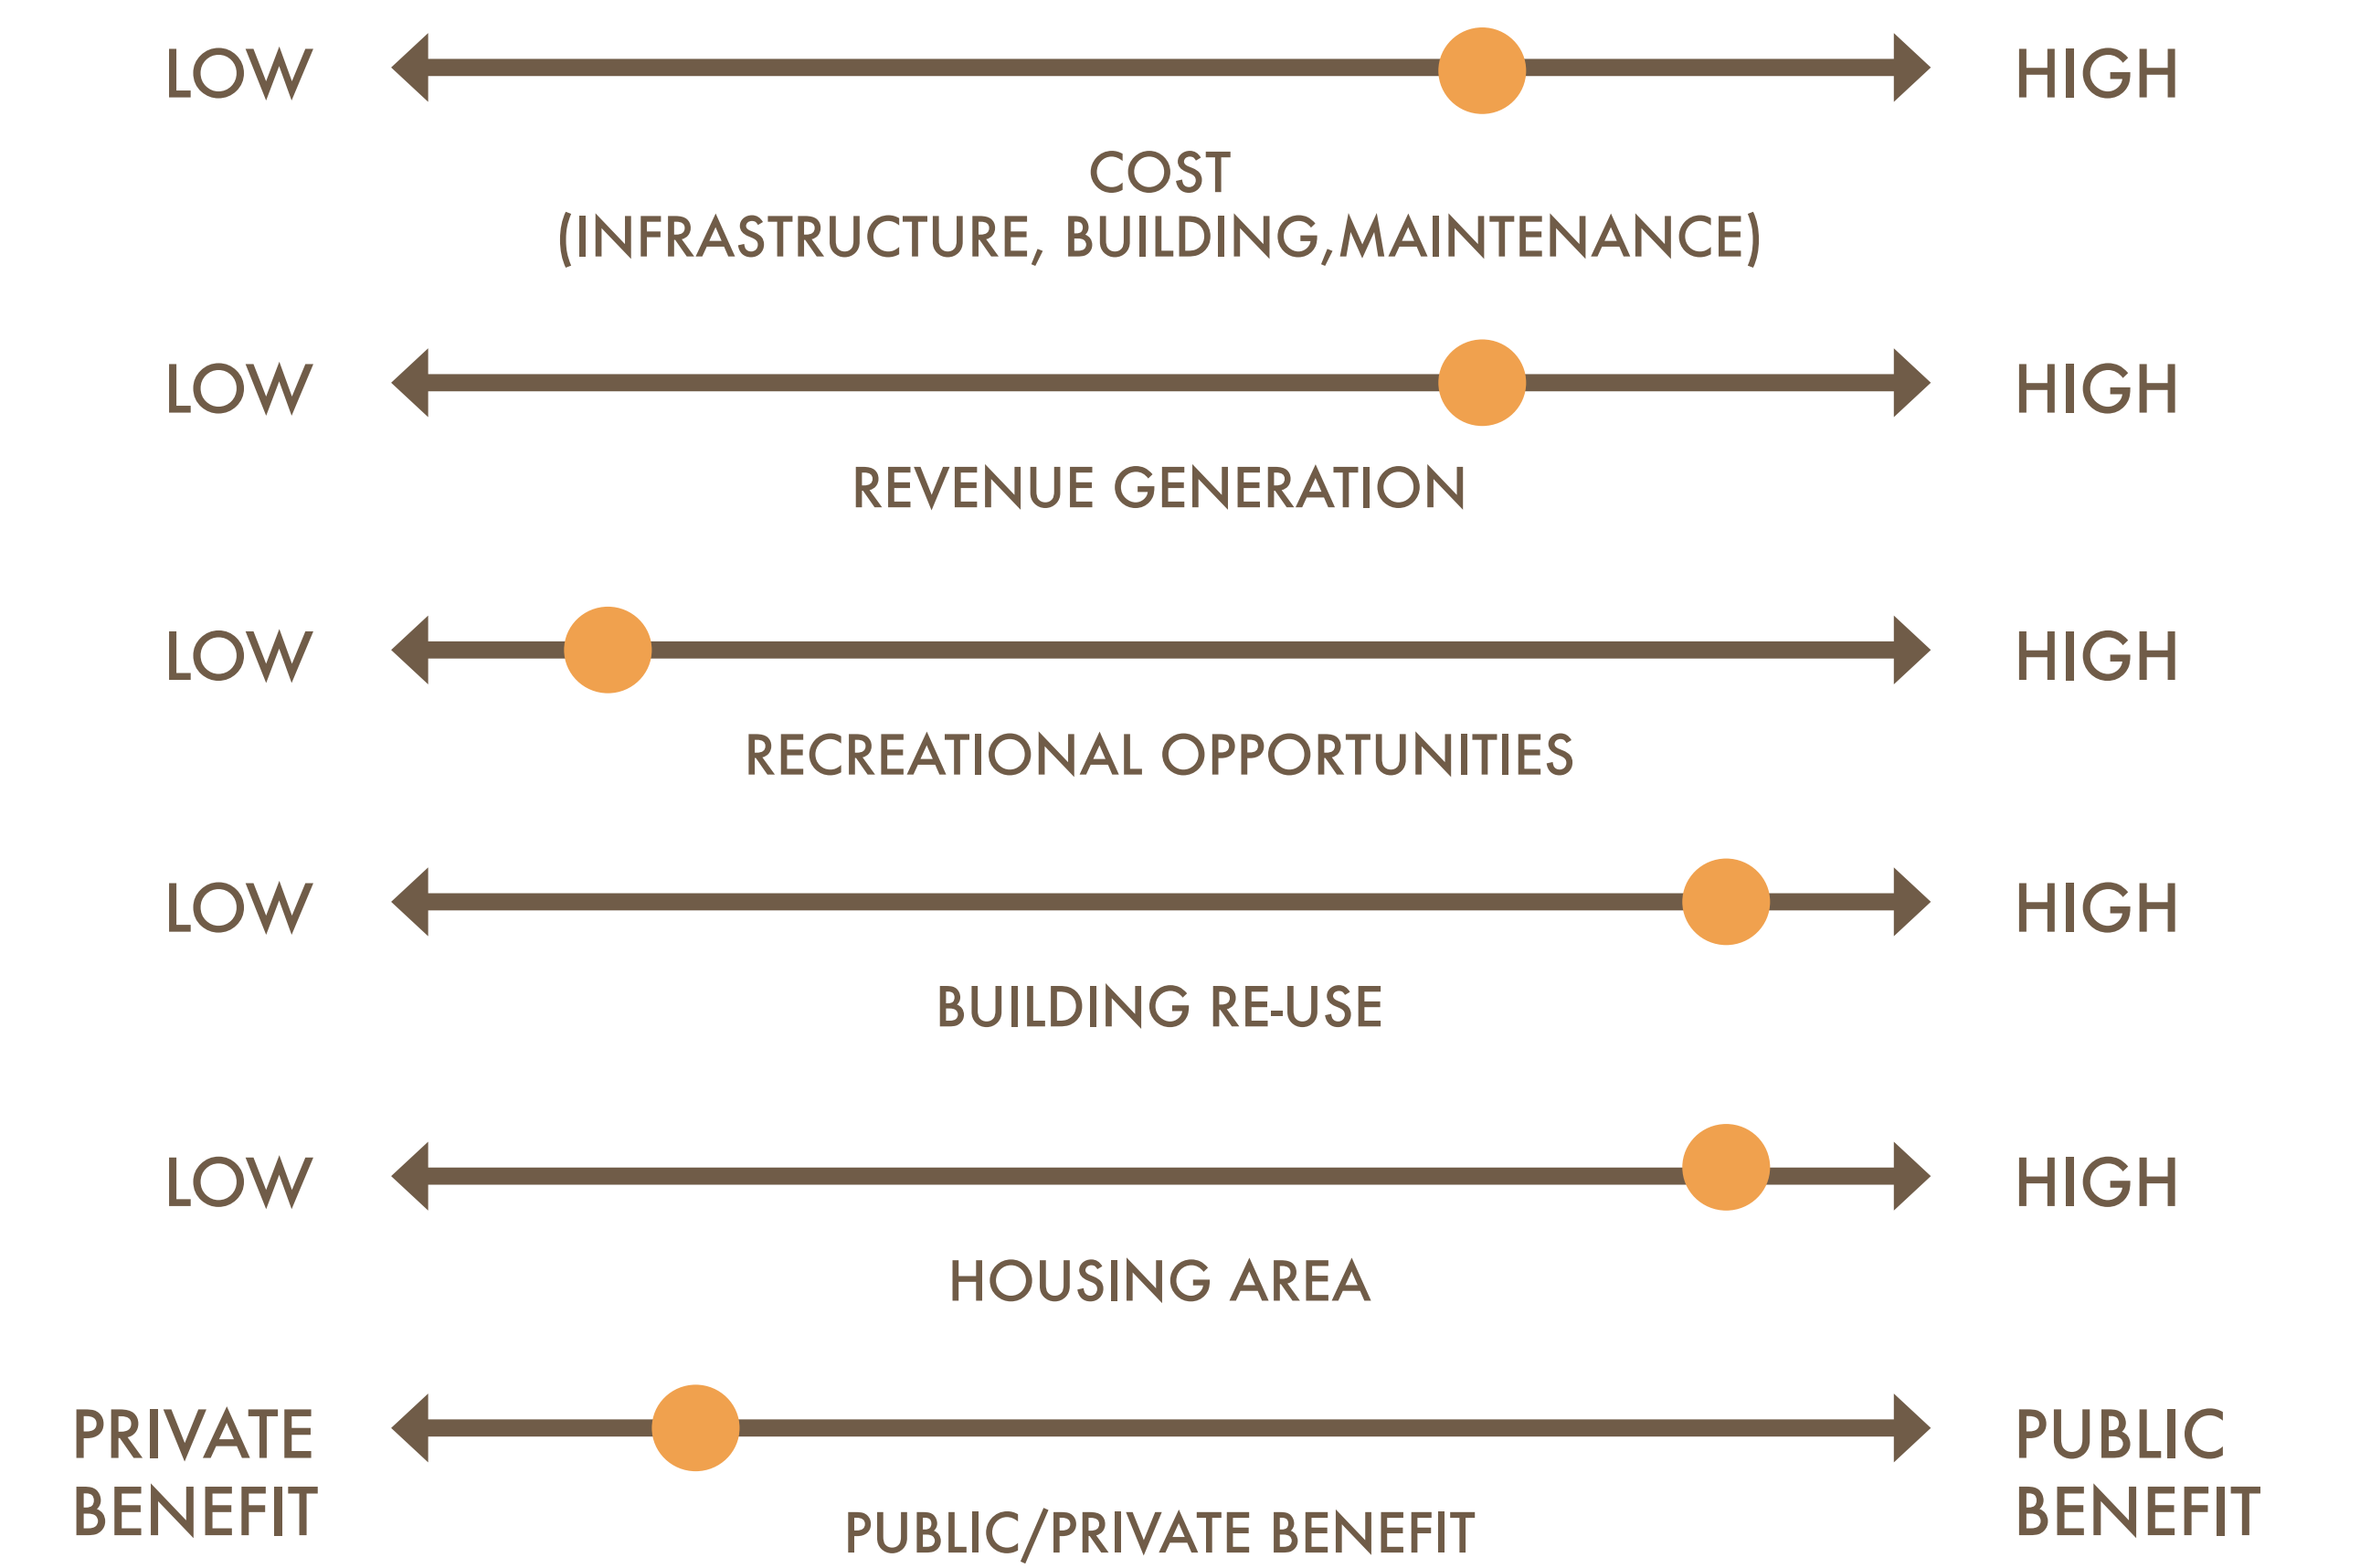 LOW
HIGH
COST
(INFRASTRUCTURE, BUILDING,MAINTENANCE)
LOW
HIGH
REVENUE GENERATION
LOW
HIGH
RECREATIONAL OPPORTUNITIES
LOW
HIGH
BUILDING RE-USE
LOW
HIGH
HOUSING AREA
PRIVATE
BENEFIT
PUBLIC
BENEFIT
PUBLIC/PRIVATE BENEFIT